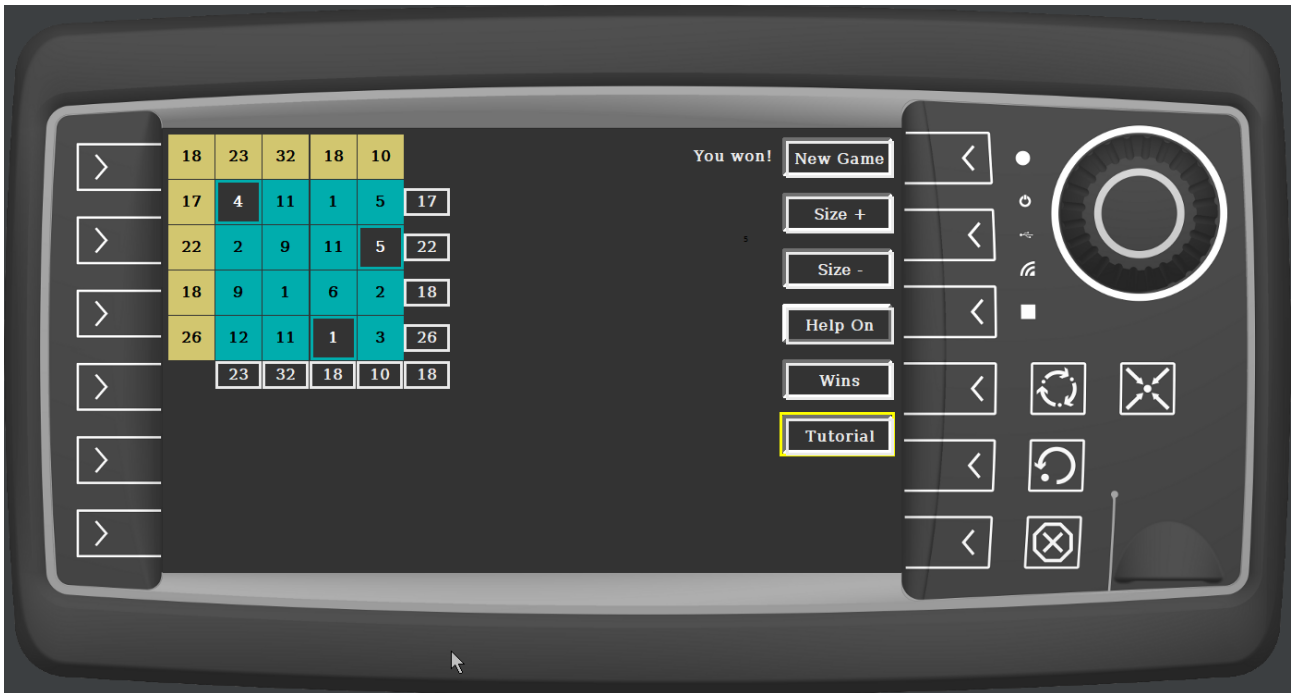 18 23 32 18 10 You won! New Game
17 4 11 1 5 17 Size +
22 2 9 11 5 22 5
18 9 1 6 2 18 Size -
26 12 11 1 3 26 Help On
23 32 18 10 18 Wins
Tutorial